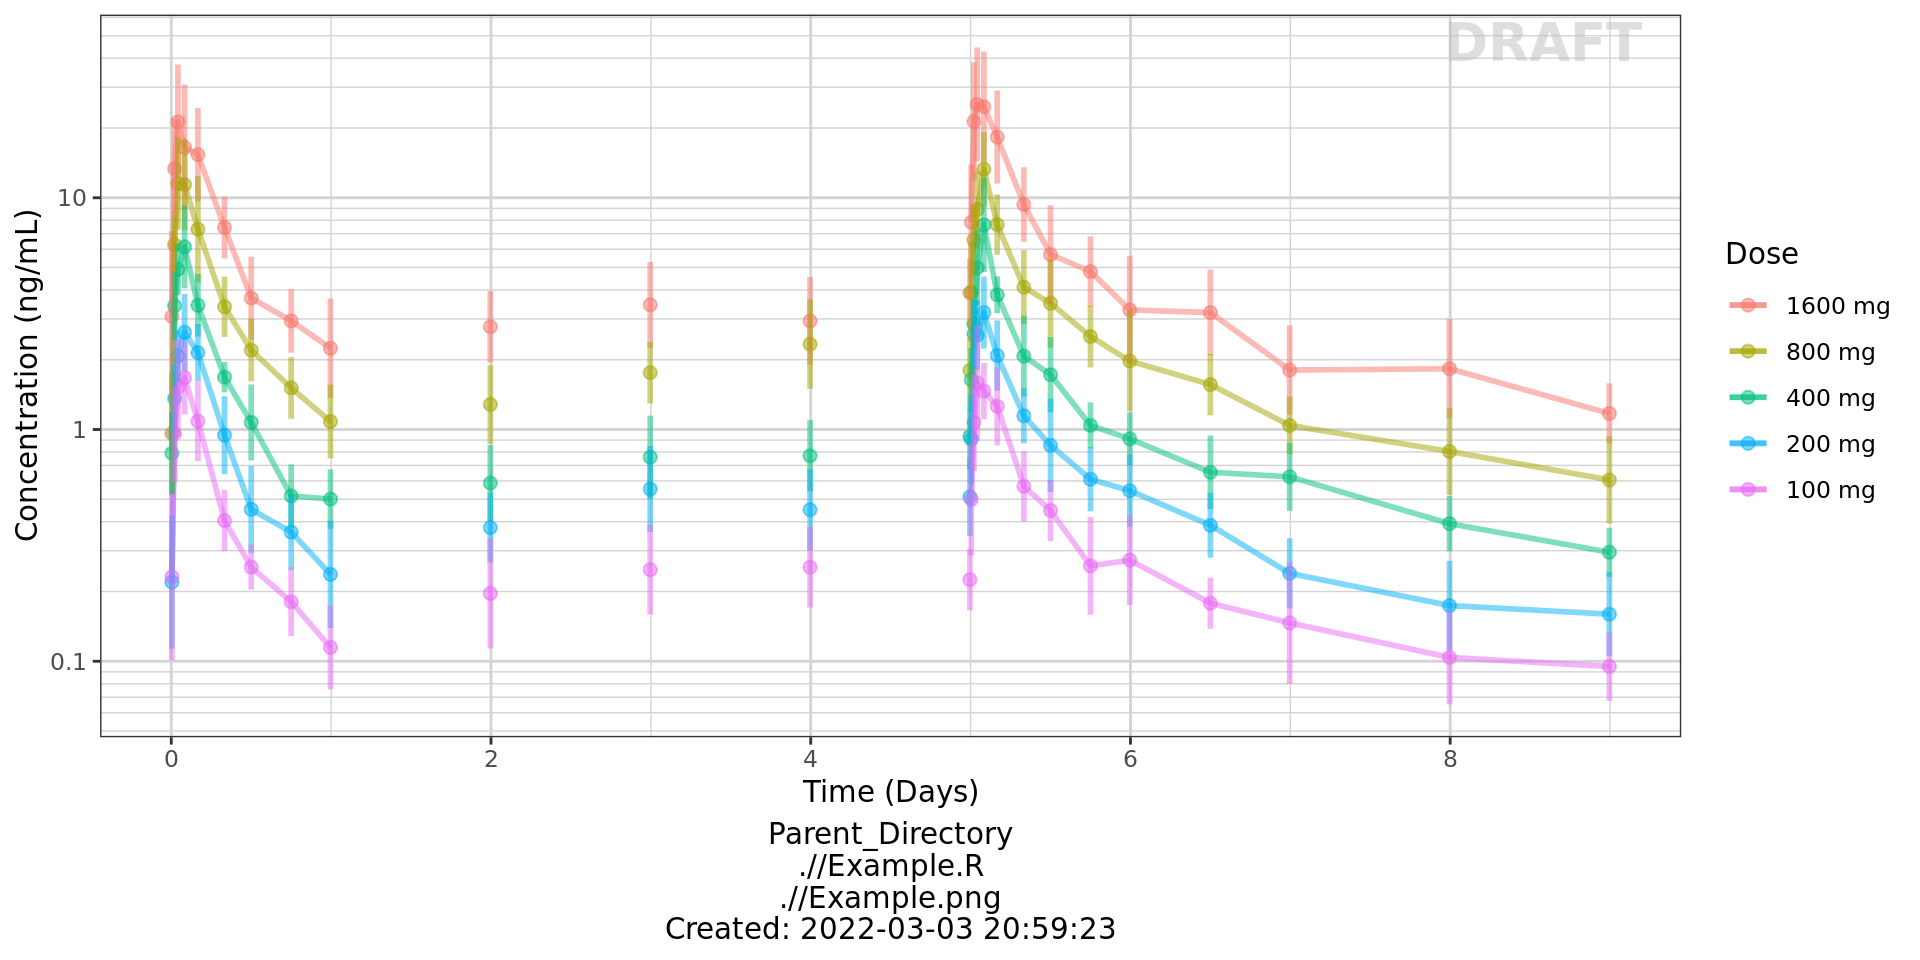 DRAFT
Concentration (ng/mL)
10
1
0.1
0 2 4 6 8
Time (Days)
Parent_Directory
.//Example.R
.//Example.png
Created: 2022-03-03 20:59:23
Dose
1600 mg
800 mg
400 mg
200 mg
100 mg